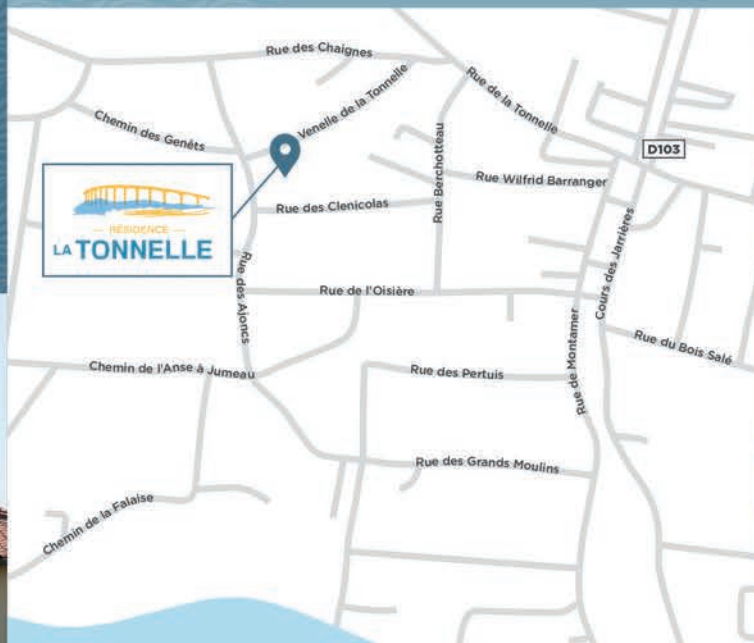 Rue des Chaignes
Rue de la Tonnelle
Venelle de la Tonnelle
Chemin des Genêts
D103
Rue Berchotteau
Rue Wilfrid Barranger
RÉSIDENCE
LA TONNELLE
Rue des Clenicolas
Cours des Jarrières
Rue des Ajoncs
Rue de l'Oisière
Rue de Montamer
Rue du Bois Salé
Chemin de l'Anse à Jumeau
Rue des Pertuis
Rue des Grands Moulins
Chemin de la Falaise